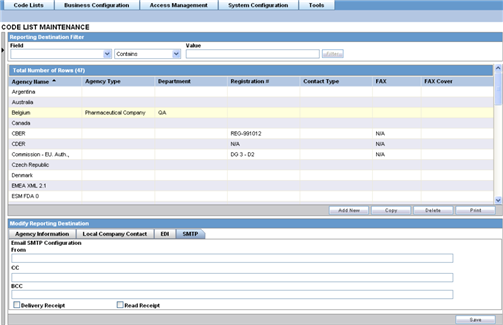 Code Lists Business Configuration Access Management System Configuration Tools
CODE LIST MAINTENANCE
Reporting Destination Filter
Field Value
Contains
Total Number of Rows (47)
Agency Name Agency Type Department Registration # Contact Type FAX FAX Cover
Argentina
Australia
Belgium Pharmaceutical Company QA
Canada
CBER REG-991012 N/A
CDER N/A N/A
Commission - EU. Auth., DG 3 - D2 N/A
Czech Republic
Denmark
EMEA XML 2.1
ESM FDA 0
Add New Copy Delete Print
Modify Reporting Destination
Agency Information Local Company Contact EDI SMTP
Email SMTP Configuration
From
CC
BCC
Delivery Receipt Read Receipt
Save